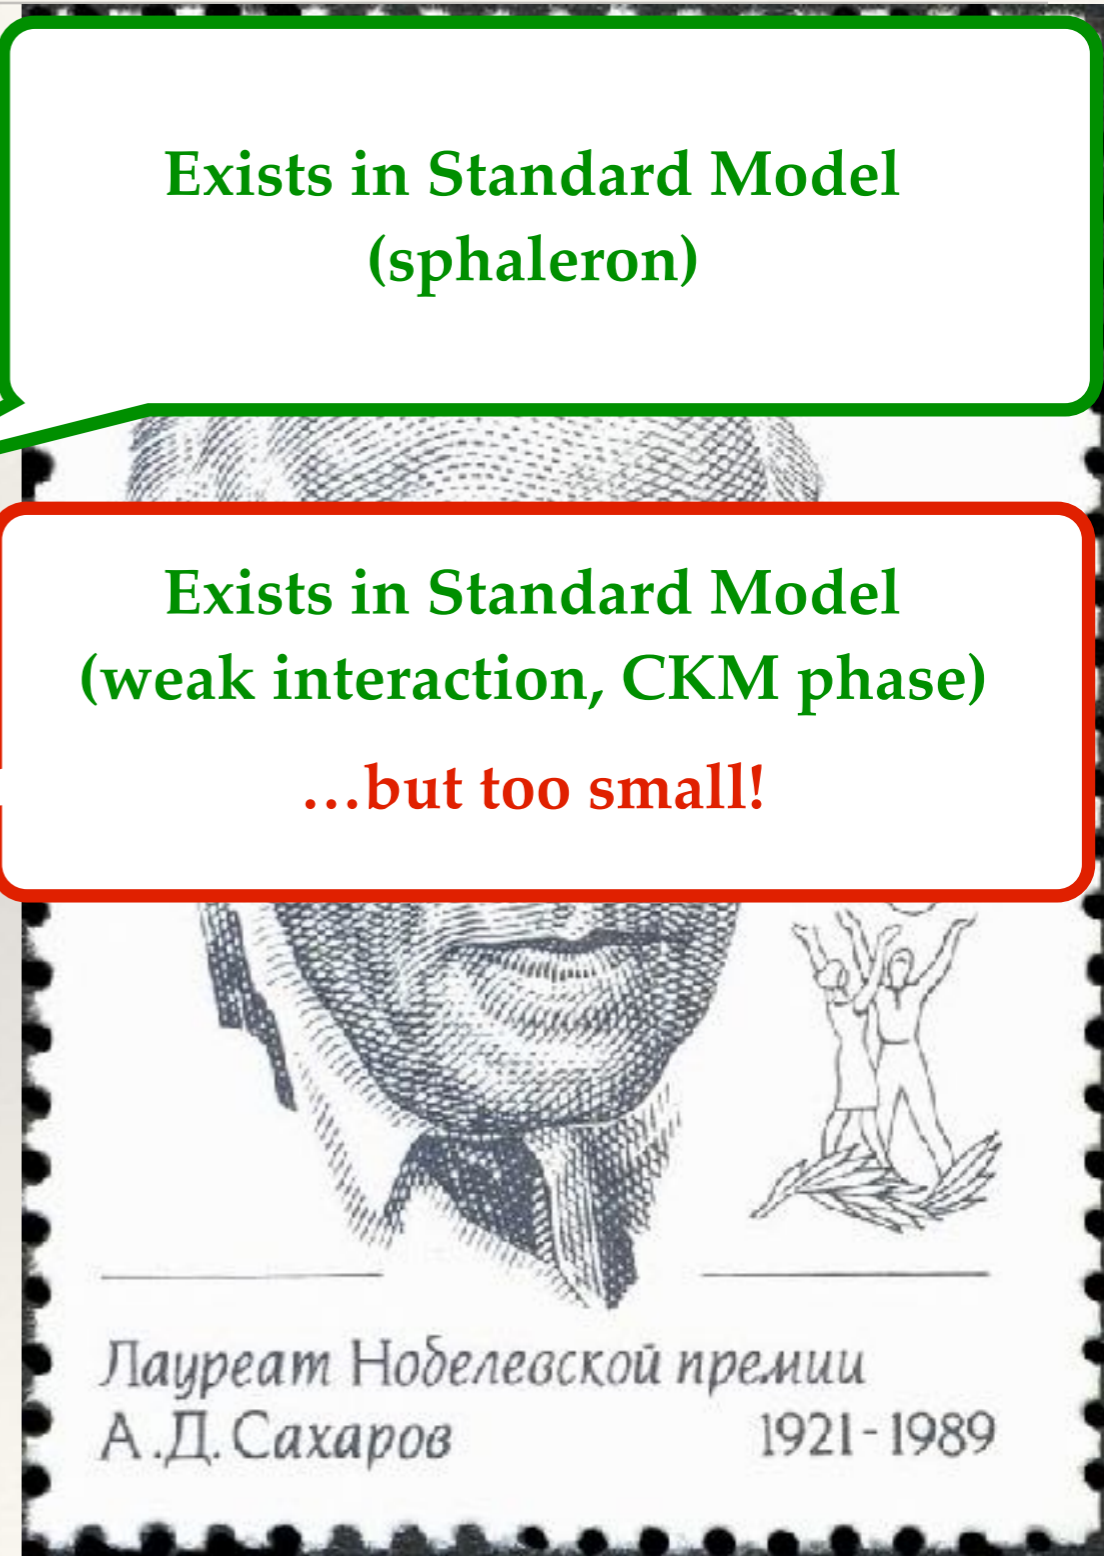 Exists in Standard Model
(sphaleron)
Exists in Standard Model
(weak interaction, CKM phase)
…but too small!
Лауреат Нобелевской премии
А.Д. Сахаров 1921-1989